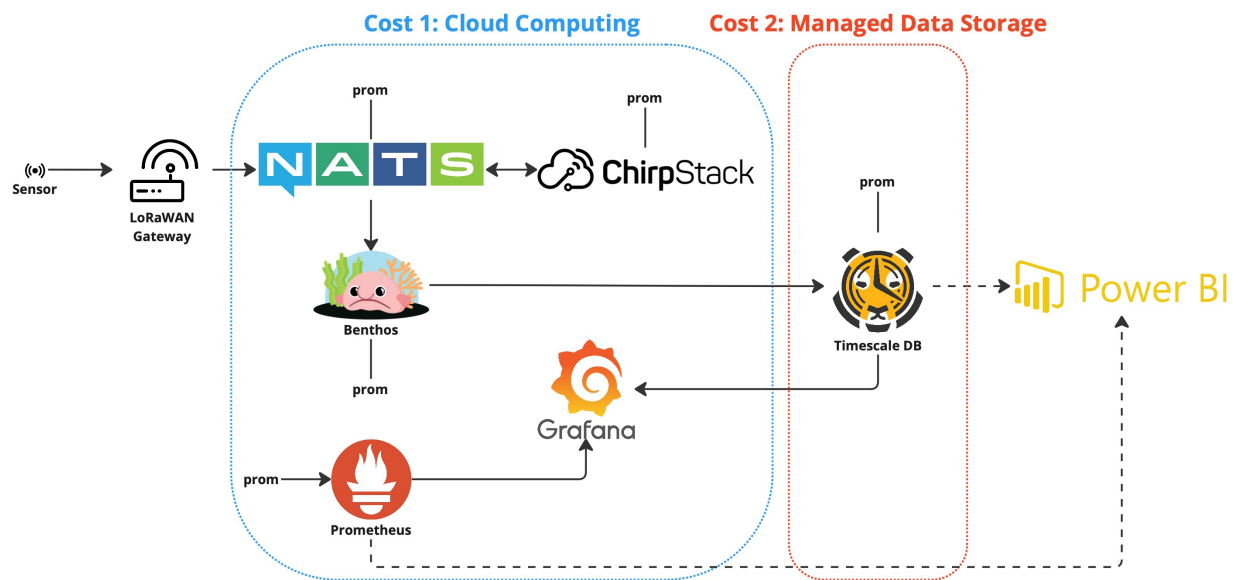 Cost 1: Cloud Computing
Cost 2: Managed Data Storage
prom
prom
NATS
ChirpStack
Sensor
LoRaWAN
Gateway
prom
Benthos
Timescale DB
Power BI
prom
Grafana
prom
Prometheus